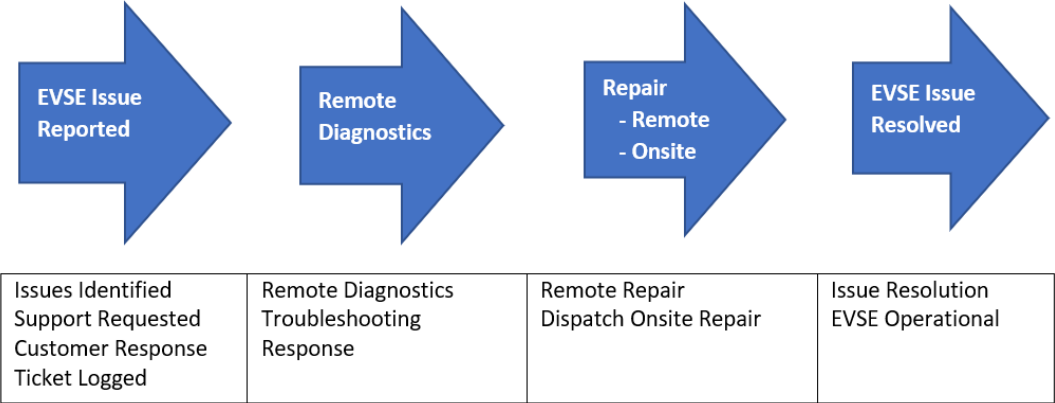 EVSE Issue
Reported
Remote
Diagnostics
Repair
- Remote
- Onsite
EVSE Issue
Resolved
Issues Identified
Support Requested
Customer Response
Ticket Logged
Remote Diagnostics
Troubleshooting
Response
Remote Repair
Dispatch Onsite Repair
Issue Resolution
EVSE Operational